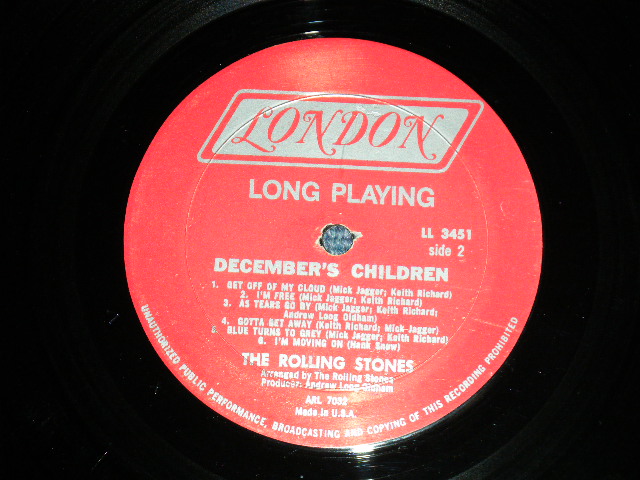 LONDON
LONG PLAYING
LL 3451
side 2
DECEMBER'S CHILDREN
1. GET OFF OF MY CLOUD (Mick Jagger; Keith Richard)
2. I'M FREE (Mick Jagger; Keith Richard)
3. AS TEARS GO BY (Mick Jagger; Keith Richard;
Andrew Long Oldham)
4. GOTTA GET AWAY (Keith Richard; Mick Jagger)
5. BLUE TURNS TO GREY (Mick Jagger; Keith Richard)
6. I'M MOVING ON (Hank Snow)
THE ROLLING STONES
Arranged by The Rolling Stones
Producer: Andrew Long Oldham
ARL 7032
Made in U.S.A.
UNAUTHORIZED PUBLIC PERFORMANCE, BROADCASTING AND COPYING OF THIS RECORDING PROHIBITED